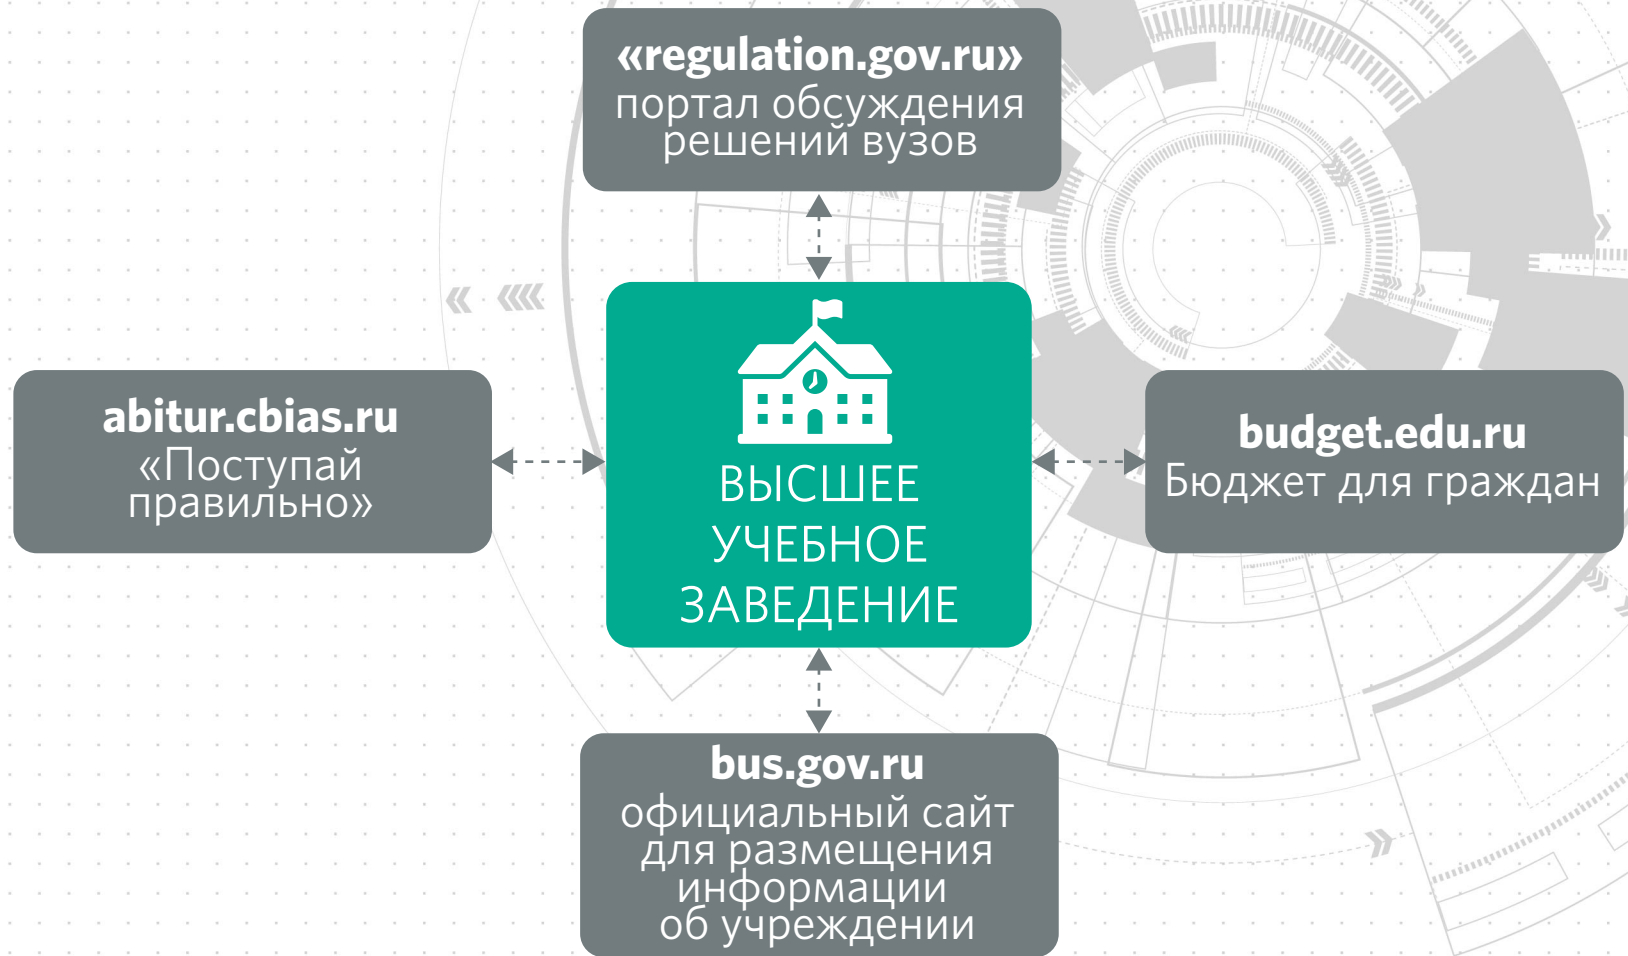 «regulation.gov.ru»
портал обсуждения
решений вузов
abitur.cbias.ru
«Поступай
правильно»
ВЫСШЕЕ
УЧЕБНОЕ
ЗАВЕДЕНИЕ
budget.edu.ru
Бюджет для граждан
bus.gov.ru
официальный сайт
для размещения
информации
об учреждении